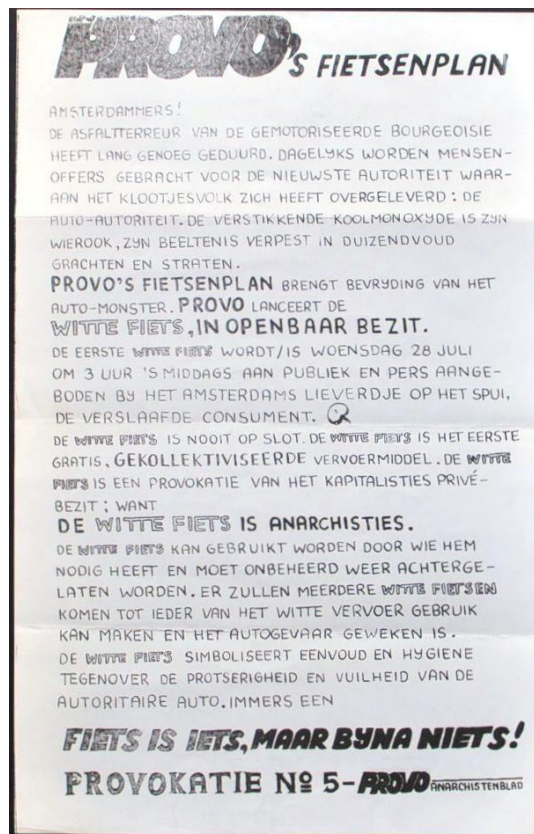 PROVO'S FIETSENPLAN
AMSTERDAMMERS!
DE ASFALTTERREUR VAN DE GEMOTORISEERDE BOURGEOISIE
HEEFT LANG GENOEG GEDUURD. DAGELYKS WORDEN MENSEN-
OFFERS GEBRACHT VOOR DE NIEUWSTE AUTORITEIT WAAR-
AAN HET KLOOTJESVOLK ZICH HEEFT OVERGELEVERD: DE
AUTO-AUTORITEIT. DE VERSTIKKENDE KOOLMONOXYDE IS ZYN
WIEROOK, ZYN BEELTENIS VERPEST IN DUIZENDVOUD
GRACHTEN EN STRATEN.
PROVO'S FIETSENPLAN BRENGT BEVRYDING VAN HET
AUTO-MONSTER. PROVO LANCEERT DE
WITTE FIETS, IN OPENBAAR BEZIT.
DE EERSTE WITTE FIETS WORDT/IS WOENSDAG 28 JULI
OM 3 UUR 'S MIDDAGS AAN PUBLIEK EN PERS AANGE-
BODEN BY HET AMSTERDAMS LIEVERDJE OP HET SPUI,
DE VERSLAAFDE CONSUMENT.
DE WITTE FIETS IS NOOIT OP SLOT. DE WITTE FIETS IS HET EERSTE
GRATIS, GEKOLLEKTIVISEERDE VERVOERMIDDEL. DE WITTE
FIETS IS EEN PROVOKATIE VAN HET KAPITALISTIES PRIVÉ-
BEZIT; WANT
DE WITTE FIETS IS ANARCHISTIES.
DE WITTE FIETS KAN GEBRUIKT WORDEN DOOR WIE HEM
NODIG HEEFT EN MOET ONBEHEERD WEER ACHTERGE-
LATEN WORDEN. ER ZULLEN MEERDERE WITTE FIETSEN
KOMEN TOT IEDER VAN HET WITTE VERVOER GEBRUIK
KAN MAKEN EN HET AUTOGEVAAR GEWEKEN IS.
DE WITTE FIETS SIMBOLISEERT EENVOUD EN HYGIENE
TEGENOVER DE PROTSERIGHEID EN VUILHEID VAN DE
AUTORITAIRE AUTO. IMMERS EEN
FIETS IS IETS, MAAR BYNA NIETS!
PROVOKATIE Nº 5-PROVO ANARCHISTENBLAD